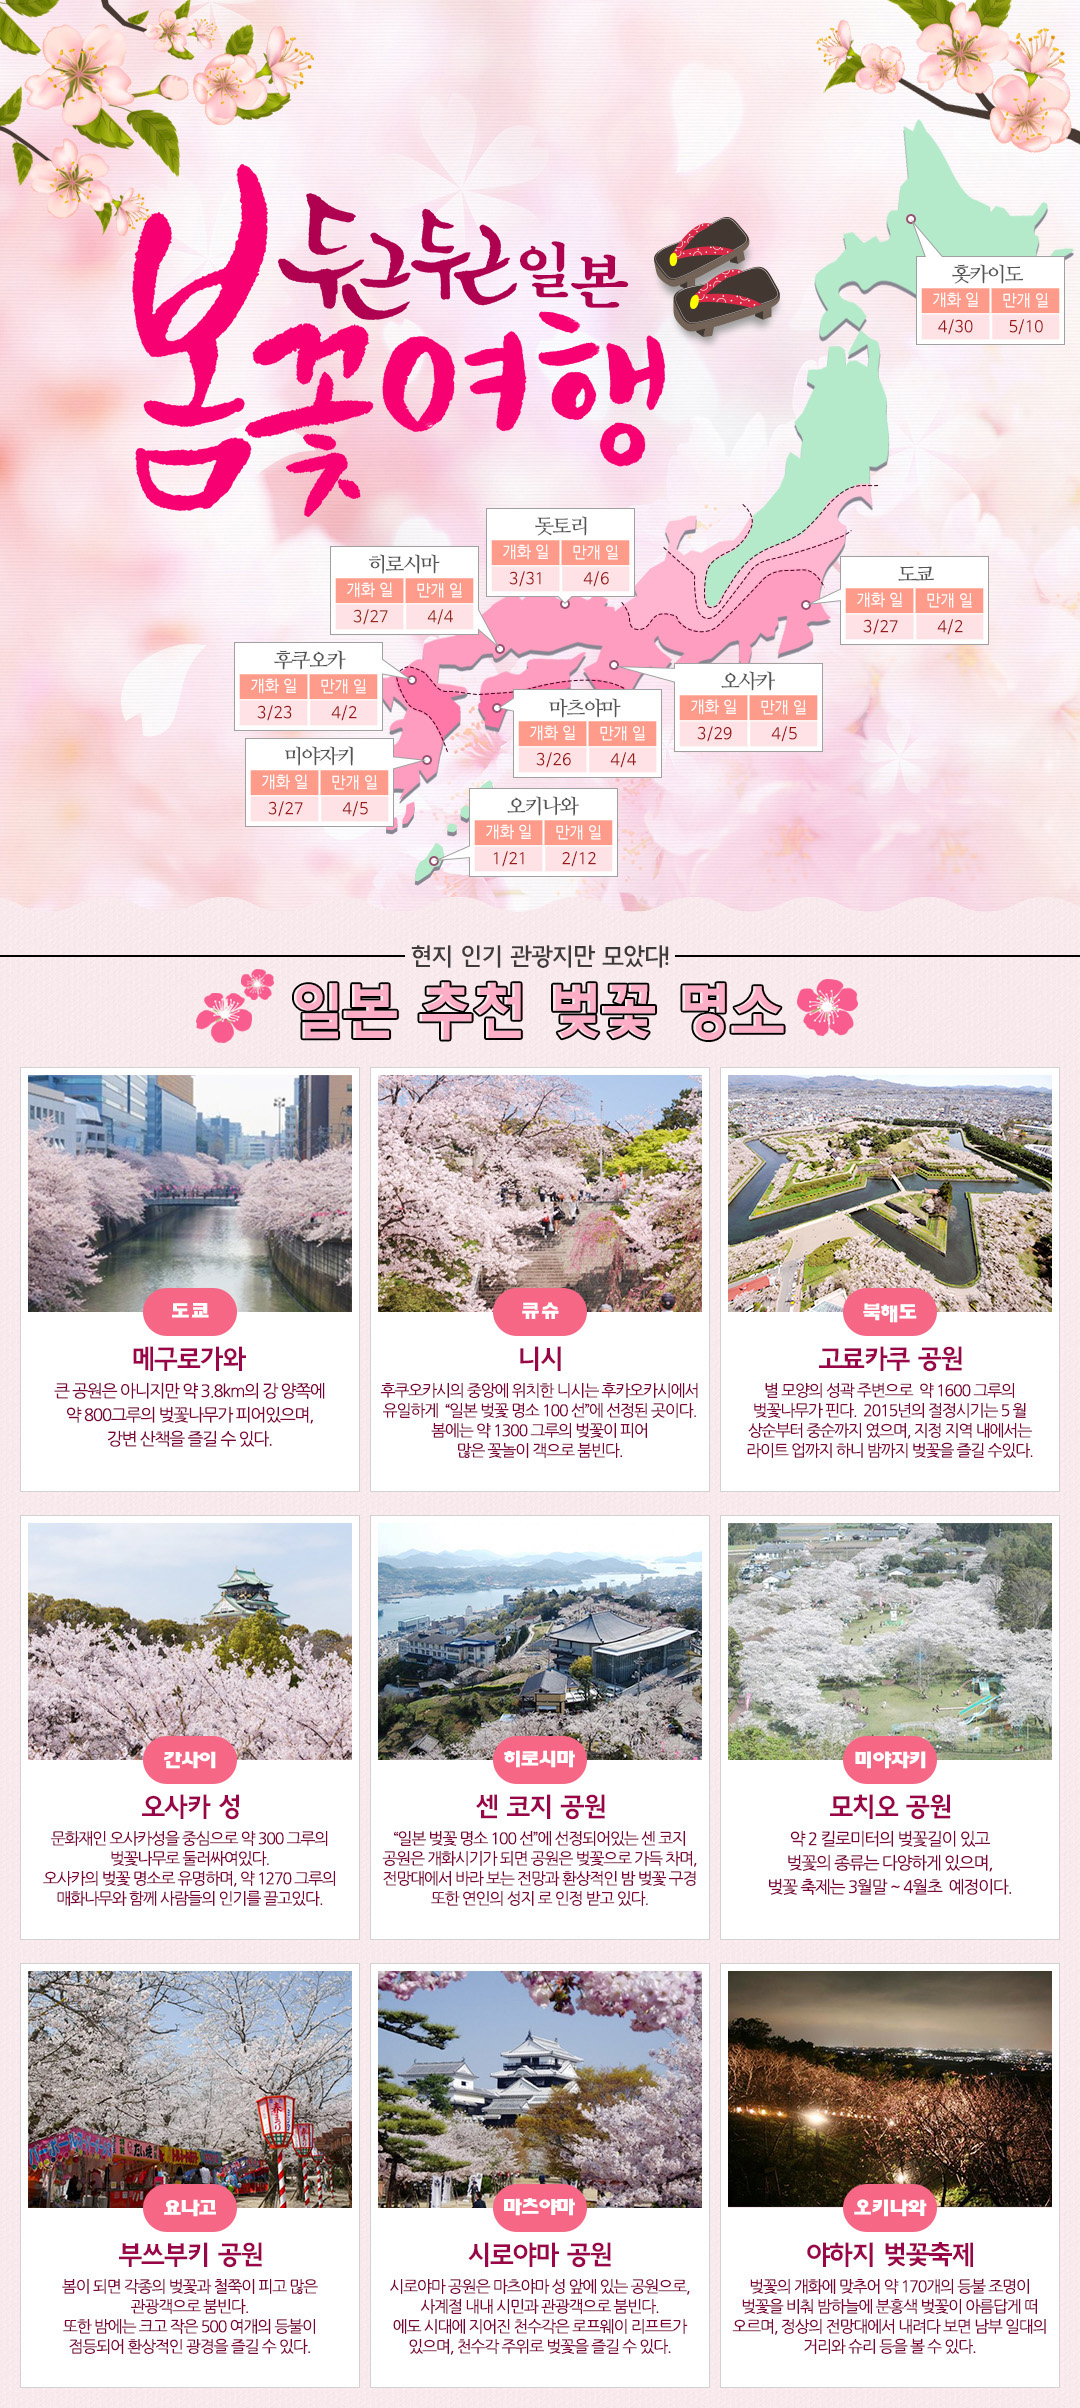 두근두근 일본
봄꽃여행
홋카이도
개화 일 만개 일
4/30 5/10
돗토리
개화 일 만개 일
3/31 4/6
히로시마
개화 일 만개 일
3/27 4/4
도쿄
개화 일 만개 일
3/27 4/2
후쿠오카
개화 일 만개 일
3/23 4/2
오사카
개화 일 만개 일
3/29 4/5
마츠야마
개화 일 만개 일
3/26 4/4
미야자키
개화 일 만개 일
3/27 4/5
오키나와
개화 일 만개 일
1/21 2/12
현지 인기 관광지만 모았다!
일본 추천 벚꽃 명소
도쿄
메구로가와
큰 공원은 아니지만 약 3.8km의 강 양쪽에
약 800그루의 벚꽃나무가 피어있으며,
강변 산책을 즐길 수 있다.
큐슈
니시
후쿠오카시의 중앙에 위치한 니시는 후카오카시에서
유일하게 “일본 벚꽃 명소 100 선”에 선정된 곳이다.
봄에는 약 1300 그루의 벚꽃이 피어
많은 꽃놀이 객으로 붐빈다.
북해도
고료카쿠 공원
별 모양의 성곽 주변으로 약 1600 그루의
벚꽃나무가 핀다. 2015년의 절정시기는 5 월
상순부터 중순까지 였으며, 지정 지역 내에서는
라이트 업까지 하니 밤까지 벚꽃을 즐길 수있다.
간사이
오사카 성
문화재인 오사카성을 중심으로 약 300 그루의
벚꽃나무로 둘러싸여있다.
오사카의 벚꽃 명소로 유명하며, 약 1270 그루의
매화나무와 함께 사람들의 인기를 끌고있다.
히로시마
센 코지 공원
“일본 벚꽃 명소 100 선”에 선정되어있는 센 코지
공원은 개화시기가 되면 공원은 벚꽃으로 가득 차며,
전망대에서 바라 보는 전망과 환상적인 밤 벚꽃 구경
또한 연인의 성지 로 인정 받고 있다.
미야자키
모치오 공원
약 2 킬로미터의 벚꽃길이 있고
벚꽃의 종류는 다양하게 있으며,
벚꽃 축제는 3월말 ~ 4월초 예정이다.
요나고
부쓰부키 공원
봄이 되면 각종의 벚꽃과 철쭉이 피고 많은
관광객으로 붐빈다.
또한 밤에는 크고 작은 500 여개의 등불이
점등되어 환상적인 광경을 즐길 수 있다.
마츠야마
시로야마 공원
시로야마 공원은 마츠야마 성 앞에 있는 공원으로,
사계절 내내 시민과 관광객으로 붐빈다.
에도 시대에 지어진 천수각은 로프웨이 리프트가
있으며, 천수각 주위로 벚꽃을 즐길 수 있다.
오키나와
야하지 벚꽃축제
벚꽃의 개화에 맞추어 약 170개의 등불 조명이
벚꽃을 비춰 밤하늘에 분홍색 벚꽃이 아름답게 떠
오르며, 정상의 전망대에서 내려다 보면 남부 일대의
거리와 슈리 등을 볼 수 있다.